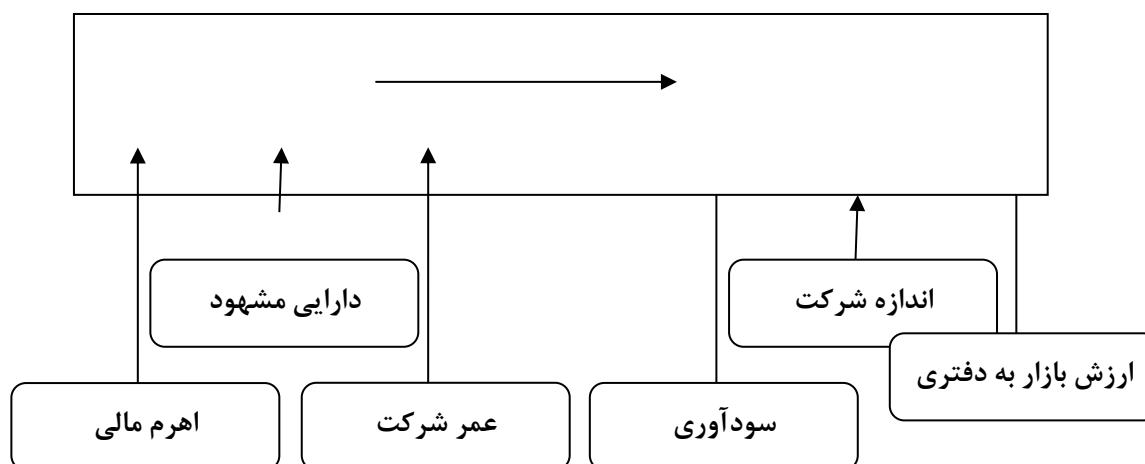 دارایی مشهود
اندازه شرکت
ارزش بازار به دفتری
سودآوری
عمر شرکت
اهرم مالی